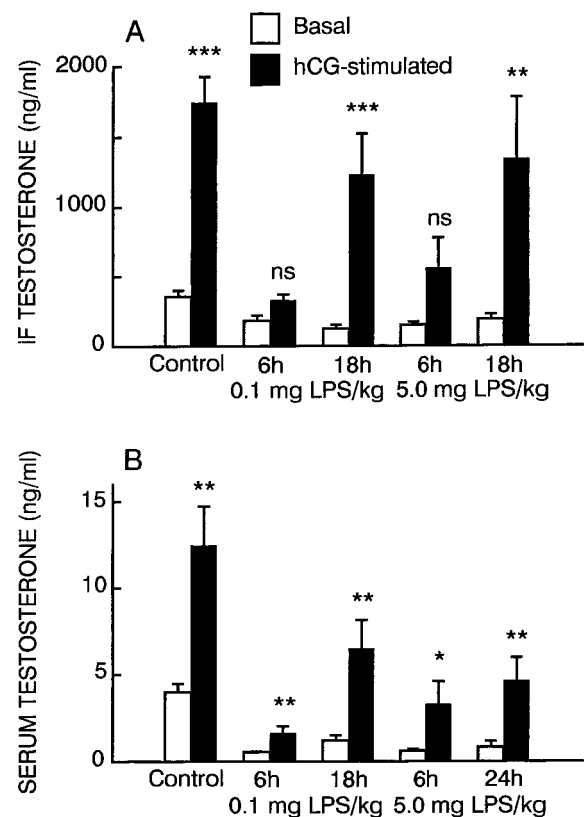 A
Basal
hCG-stimulated
IF TESTOSTERONE (ng/ml)
2000
1000
0
***
ns
***
ns
**
Control 6h 18h 6h 18h
0.1 mg LPS/kg 5.0 mg LPS/kg
B
SERUM TESTOSTERONE (ng/ml)
15
10
5
0
**
**
**
*
**
Control 6h 18h 6h 24h
0.1 mg LPS/kg 5.0 mg LPS/kg